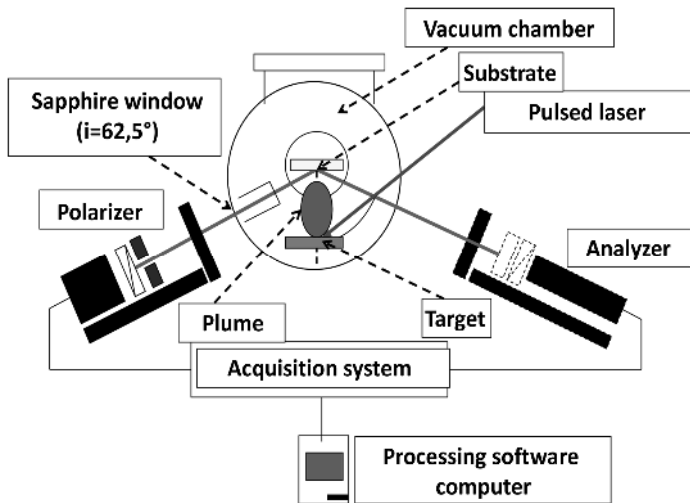 Vacuum chamber
Substrate
Sapphire window
(i=62,5°)
Pulsed laser
Polarizer
Analyzer
Plume
Target
Acquisition system
Processing software
computer